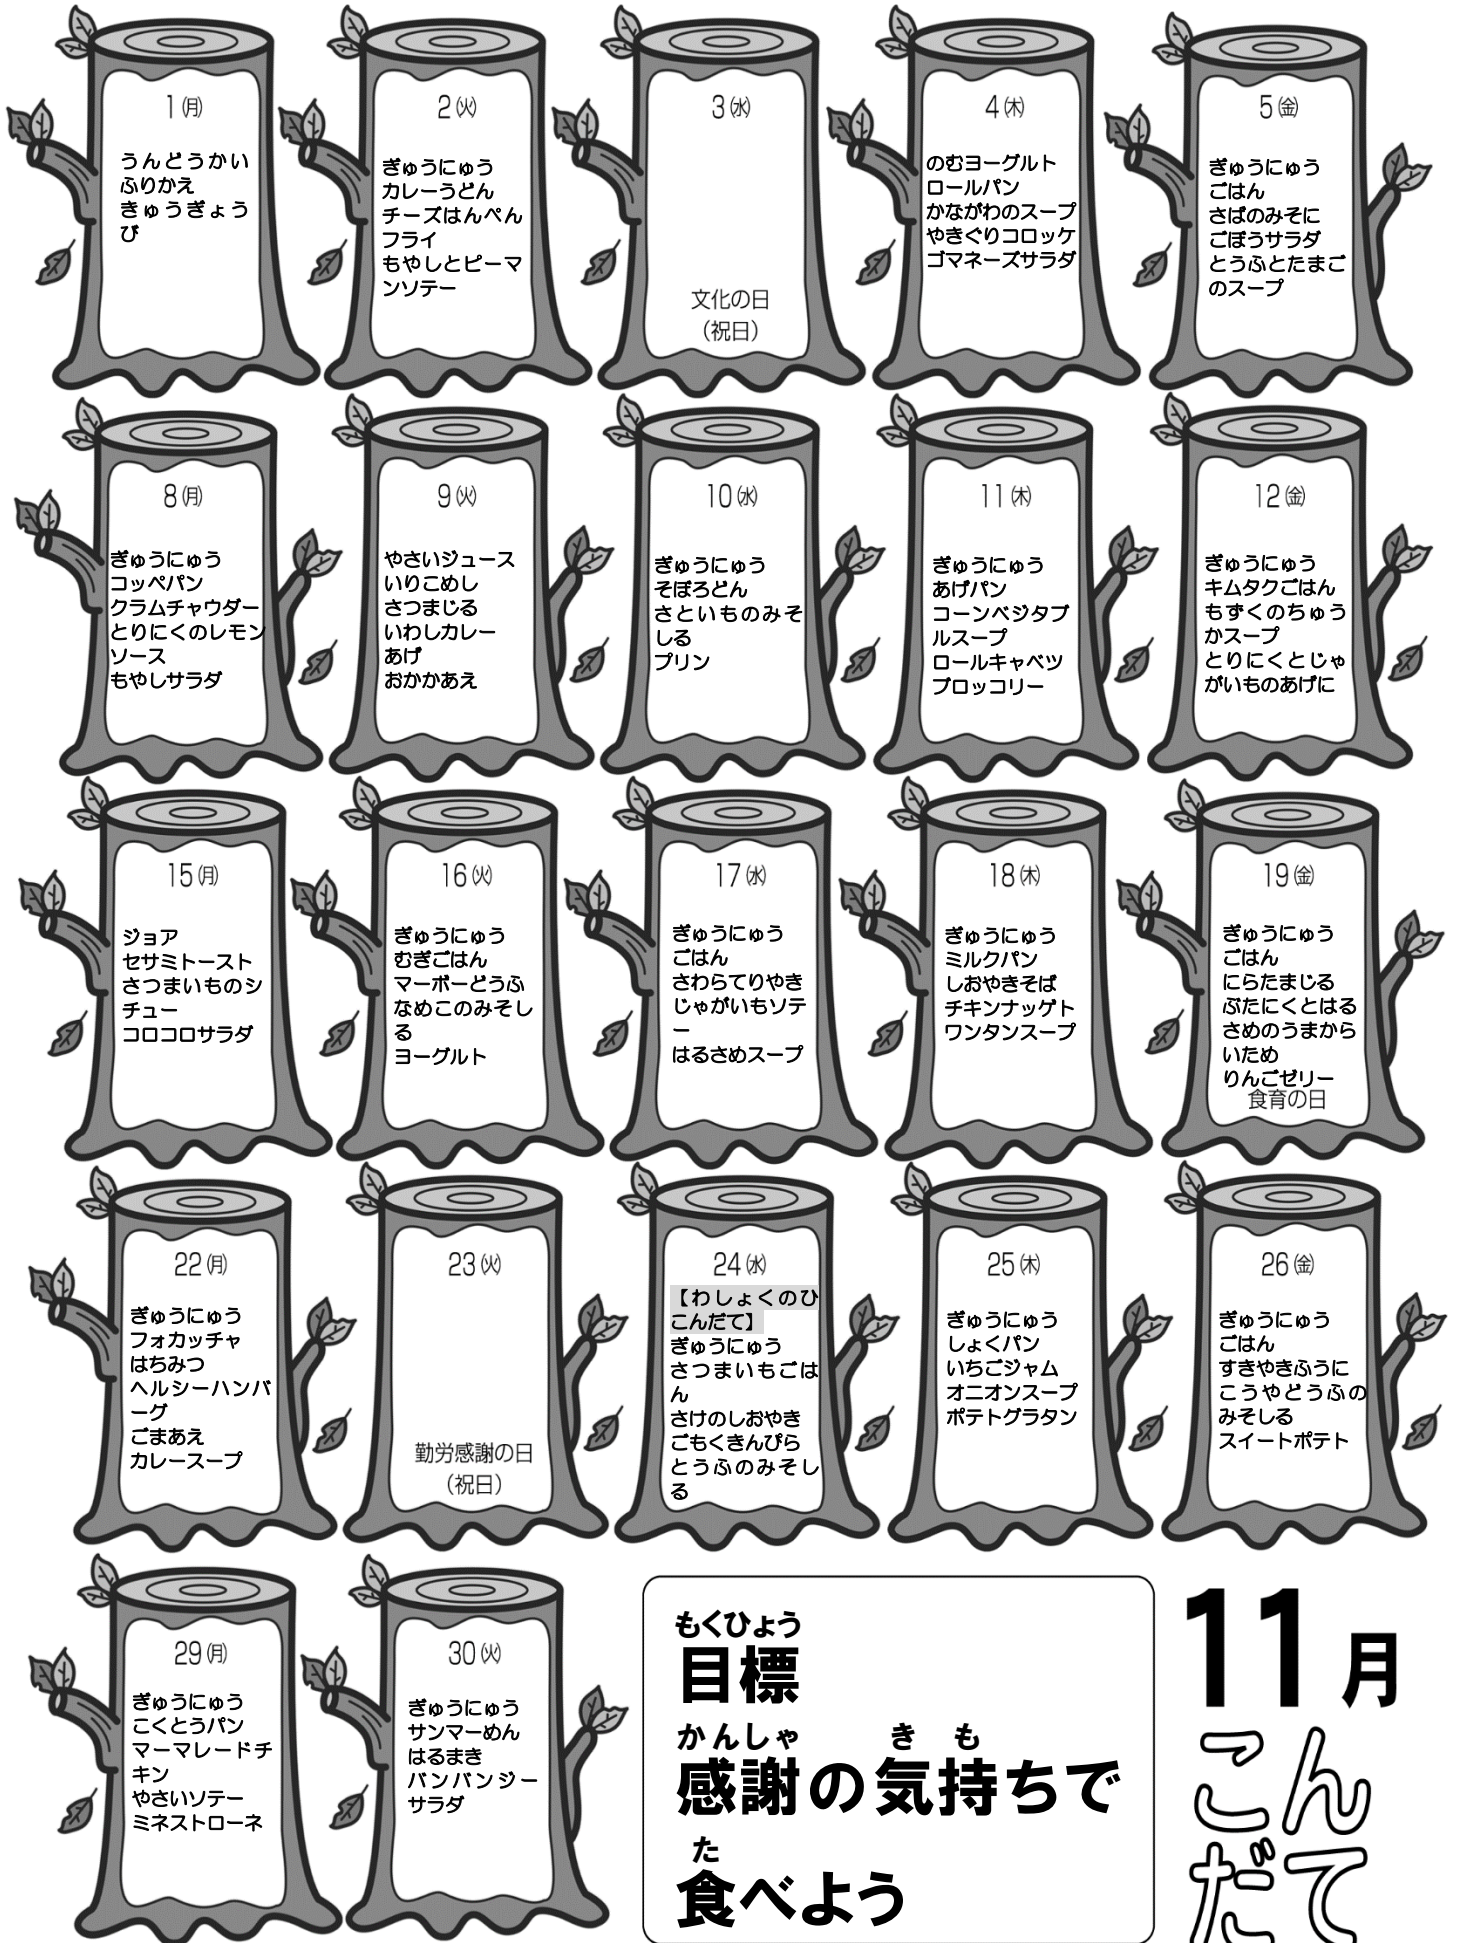 1㈪
うんどうかい
ふりかえ
きゅうぎょう
び
2㈫
ぎゅうにゅう
カレーうどん
チーズはんぺん
フライ
もやしとピーマ
ンソテー
3㈬
文化の日
（祝日）
4㈭
のむヨーグルト
ロールパン
かながわのスープ
やきぐりコロッケ
ゴマネーズサラダ
5㈮
ぎゅうにゅう
ごはん
さばのみそに
ごぼうサラダ
とうふとたまご
のスープ
8㈪
ぎゅうにゅう
コッペパン
クラムチャウダー
とりにくのレモン
ソース
もやしサラダ
9㈫
やさいジュース
いりこめし
さつまじる
いわしカレー
あげ
おかかあえ
10㈬
ぎゅうにゅう
そぼろどん
さといものみそ
しる
プリン
11㈭
ぎゅうにゅう
あげパン
コーンベジタブ
ルスープ
ロールキャベツ
ブロッコリー
12㈮
ぎゅうにゅう
キムタクごはん
もずくのちゅう
かスープ
とりにくとじゃ
がいものあげに
15㈪
ジョア
セサミトースト
さつまいものシ
チュー
コロコロサラダ
16㈫
ぎゅうにゅう
むぎごはん
マーボーどうふ
なめこのみそし
る
ヨーグルト
17㈬
ぎゅうにゅう
ごはん
さわらてりやき
じゃがいもソテ
ー
はるさめスープ
18㈭
ぎゅうにゅう
ミルクパン
しおやきそば
チキンナッゲト
ワンタンスープ
19㈮
ぎゅうにゅう
ごはん
にらたまじる
ぶたにくとはる
さめのうまから
いため
りんごゼリー
食育の日
22㈪
ぎゅうにゅう
フォカッチャ
はちみつ
ヘルシーハンバ
ーグ
ごまあえ
カレースープ
23㈫
勤労感謝の日
（祝日）
24㈬
【わしょくのひ
こんだて】
ぎゅうにゅう
さつまいもごは
ん
さけのしおやき
ごもくきんぴら
とうふのみそし
る
25㈭
ぎゅうにゅう
しょくパン
いちごジャム
オニオンスープ
ポテトグラタン
26㈮
ぎゅうにゅう
ごはん
すきやきふうに
こうやどうふの
みそしる
スイートポテト
29㈪
ぎゅうにゅう
こくとうパン
マーマレードチ
キン
やさいソテー
ミネストローネ
30㈫
ぎゅうにゅう
サンマーめん
はるまき
バンバンジー
サラダ
もくひょう
目標
かんしゃ き も
感謝の気持ちで
た
食べよう
11月
こん
だて